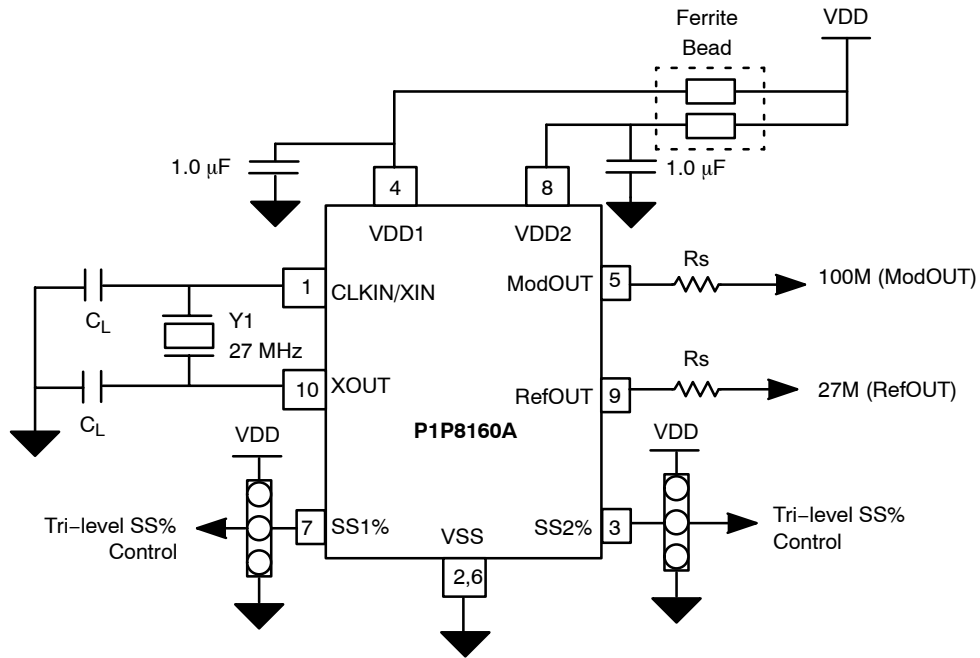 Ferrite
Bead
VDD
1.0 μF
1.0 μF
4
8
VDD1
VDD2
1
CLKIN/XIN
ModOUT
5
Rs
100M (ModOUT)
CL
Y1
27 MHz
10
XOUT
RefOUT
9
Rs
27M (RefOUT)
CL
P1P8160A
VDD
VDD
Tri−level SS%
Control
7
SS1%
VSS
SS2%
3
Tri−level SS%
Control
2,6